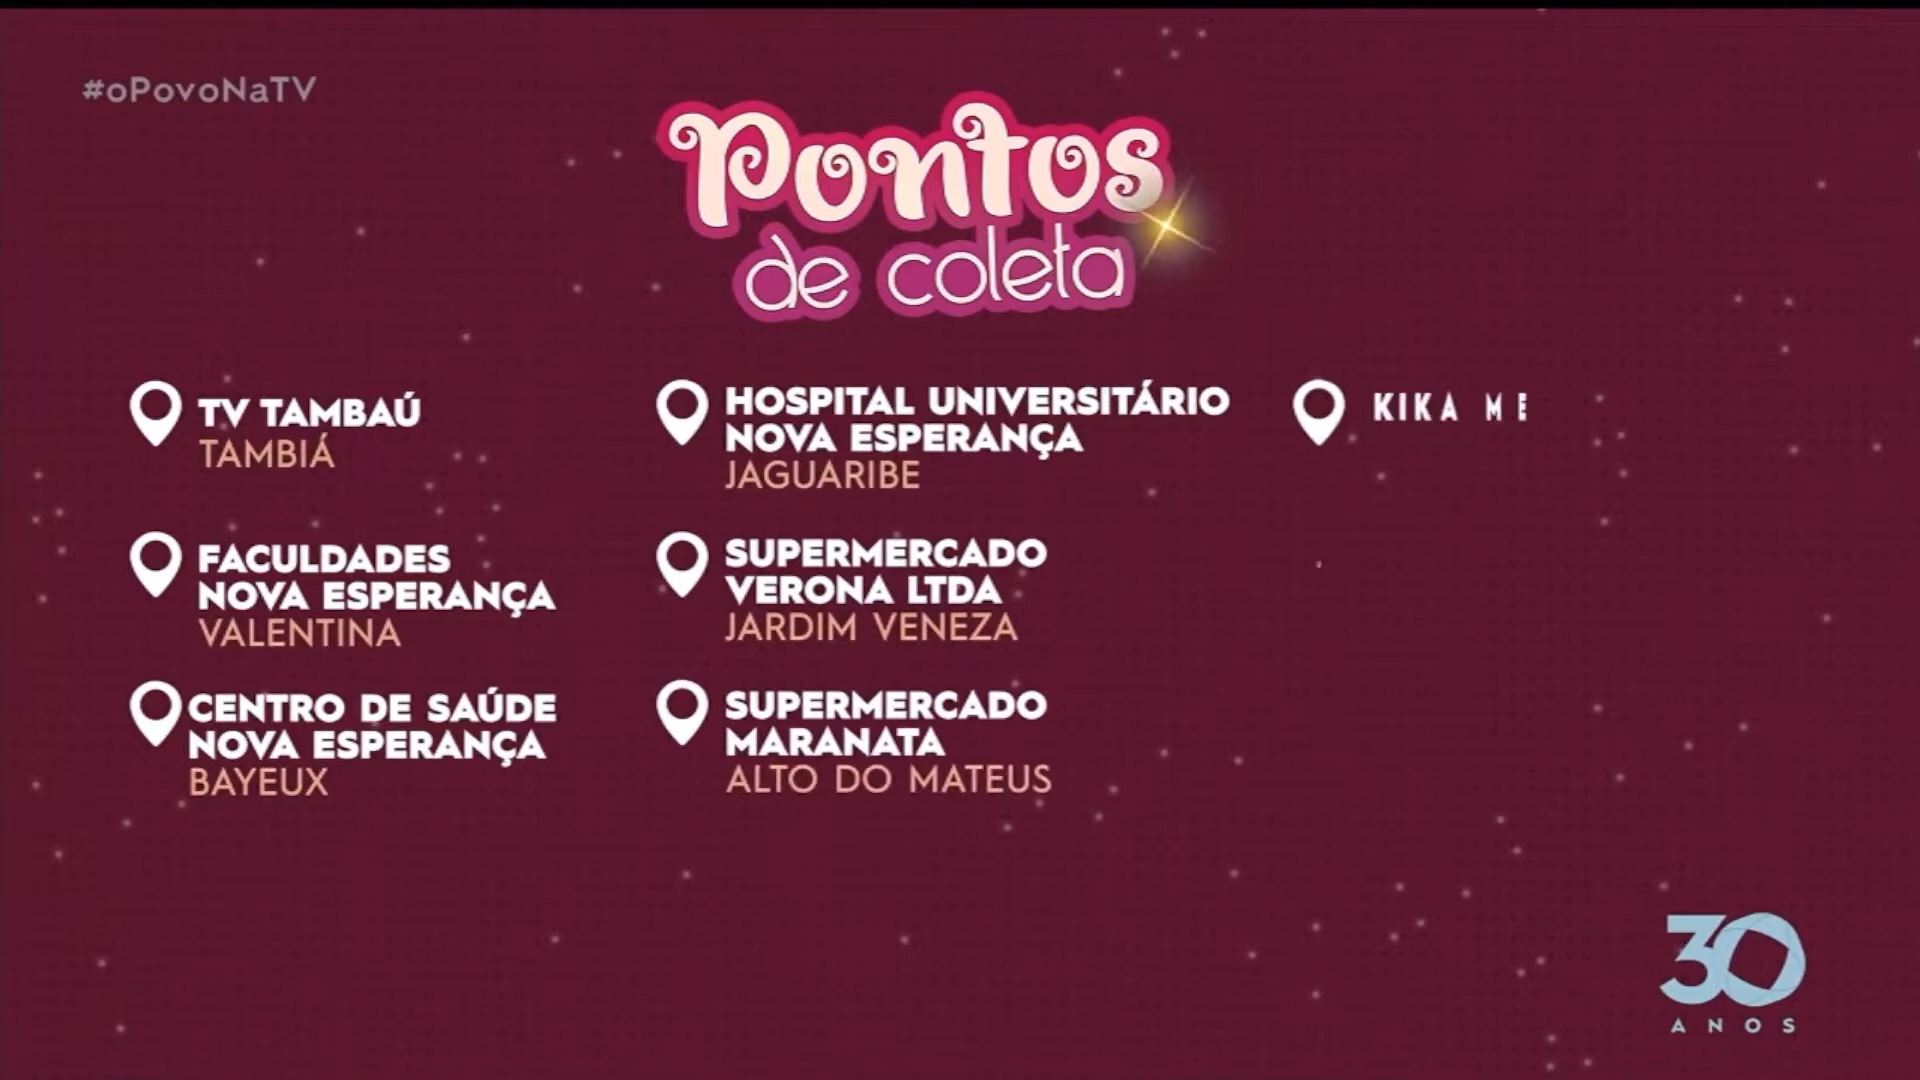 #oPovoNaTV
Pontos
de coleta
TV TAMBAÚ
TAMBIÁ
FACULDADES
NOVA ESPERANÇA
VALENTINA
CENTRO DE SAÚDE
NOVA ESPERANÇA
BAYEUX
HOSPITAL UNIVERSITÁRIO
NOVA ESPERANÇA
JAGUARIBE
SUPERMERCADO
VERONA LTDA
JARDIM VENEZA
SUPERMERCADO
MARANATA
ALTO DO MATEUS
KIKA ME
30
ANOS